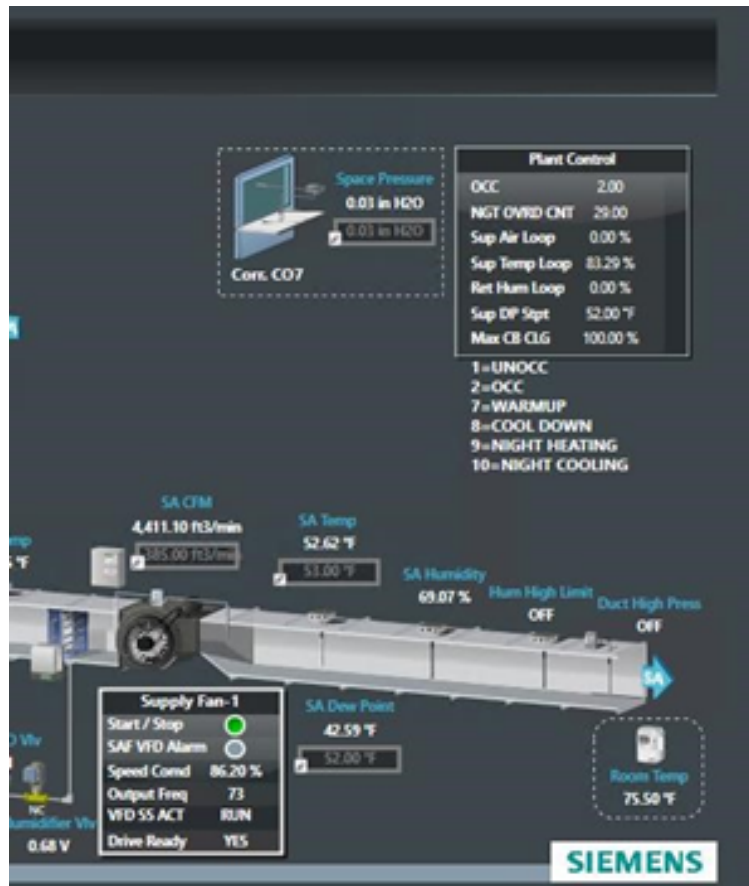 Space Pressure
0.03 in H2O
0.03 in H2O
Corr. CO7
Plant Control
OCC 2.00
NGT OVRD CNT 29.00
Sup Air Loop 0.00 %
Sup Temp Loop 83.29 %
Ret Hum Loop 0.00 %
Sup DP Stpt 52.00 °F
Max CB CLG 100.00 %
1=UNOCC
2=OCC
7=WARMUP
8=COOL DOWN
9=NIGHT HEATING
10=NIGHT COOLING
SA CFM
4,411.10 ft3/min
385.00 ft3/min
SA Temp
52.62 °F
53.00 °F
SA Humidity
69.07 %
Hum High Limit
OFF
Duct High Press
OFF
SA
Supply Fan-1
Start / Stop
SAF VFD Alarm
Speed Comd 86.20 %
Output Freq 73
VFD SS ACT RUN
Drive Ready YES
SA Dew Point
42.59 °F
52.00 °F
Room Temp
75.50 °F
Vlv
NC
Vlv
0.68 V
SIEMENS